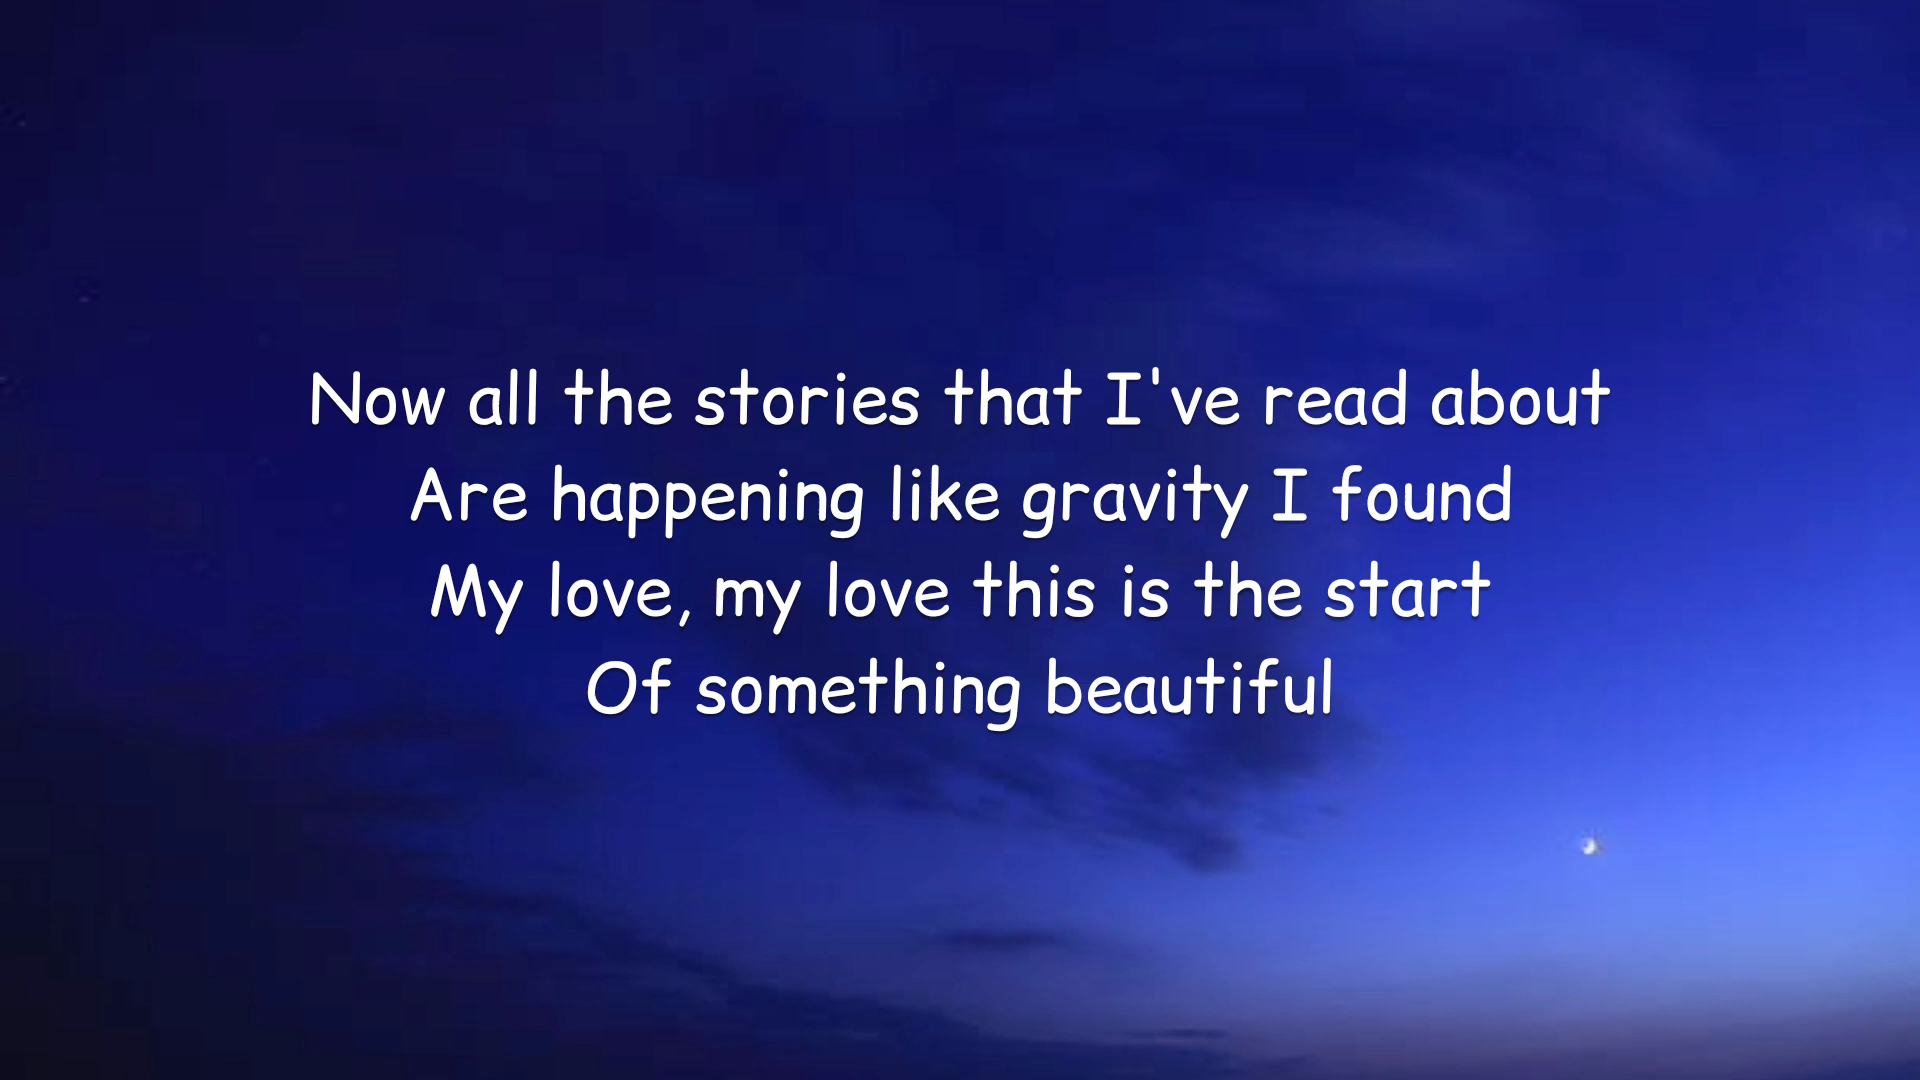 Now all the stories that I've read about
Are happening like gravity I found
My love, my love this is the start
Of something beautiful